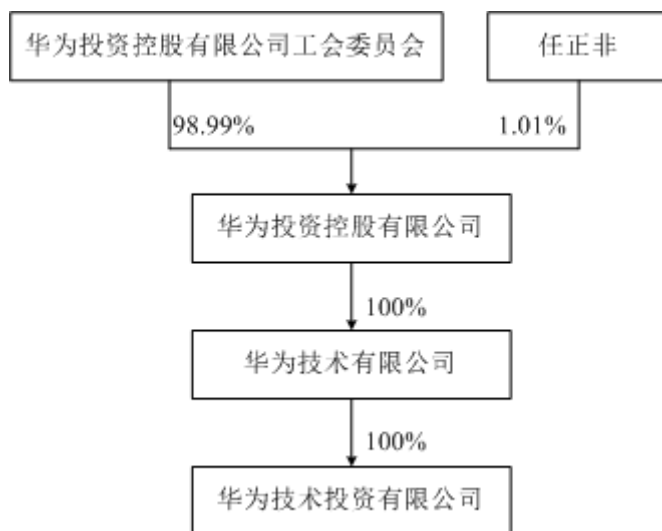 华为投资控股有限公司工会委员会
任正非
98.99%
1.01%
华为投资控股有限公司
100%
华为技术有限公司
100%
华为技术投资有限公司